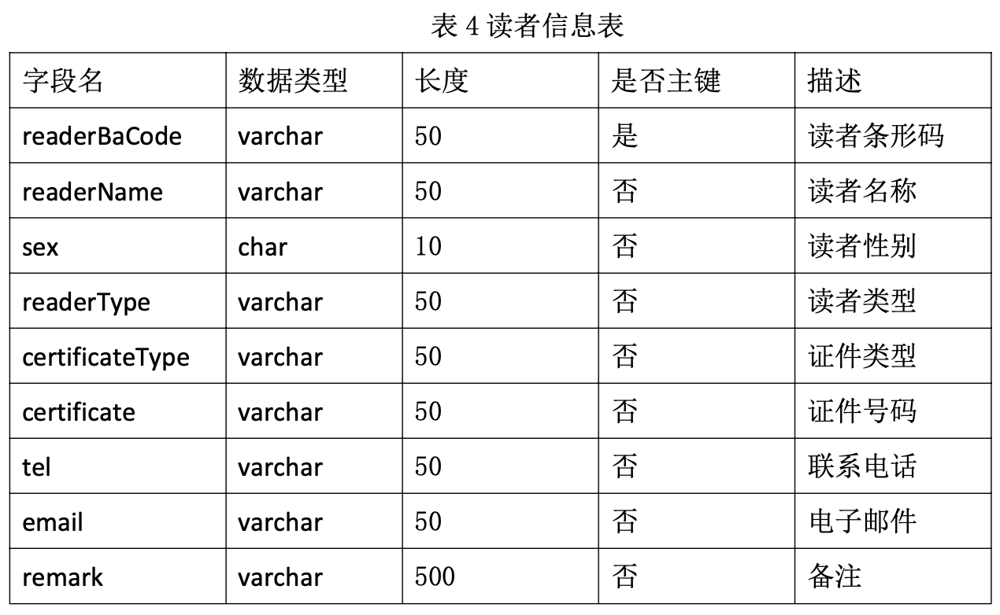 表 4 读者信息表
字段名 数据类型 长度 是否主键 描述
readerBaCode varchar 50 是 读者条形码
readerName varchar 50 否 读者名称
sex char 10 否 读者性别
readerType varchar 50 否 读者类型
certificateType varchar 50 否 证件类型
certificate varchar 50 否 证件号码
tel varchar 50 否 联系电话
email varchar 50 否 电子邮件
remark varchar 500 否 备注